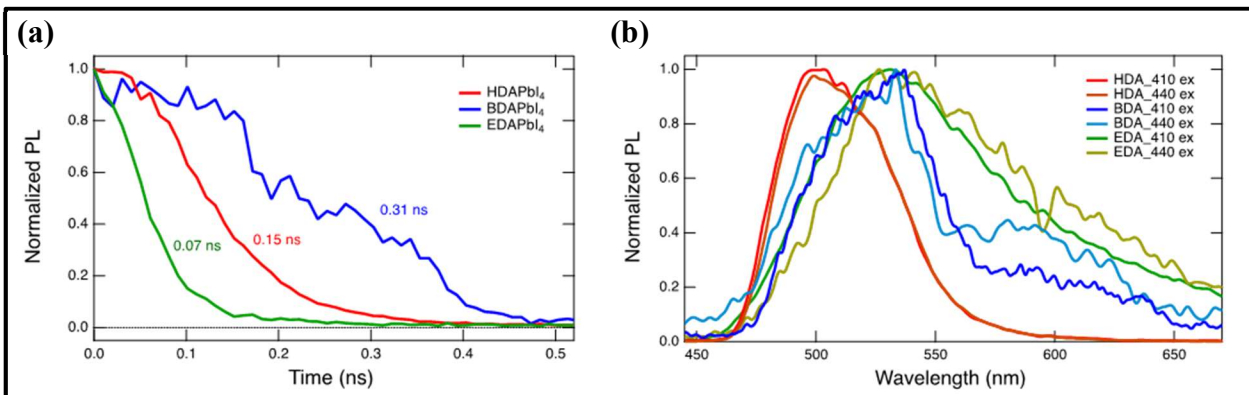 (a)
Normalized PL
1.0
0.8
0.6
0.4
0.2
0.0
HDAPbI4
BDAPbI4
EDAPbI4
0.31 ns
0.15 ns
0.07 ns
0.0
0.1
0.2
0.3
0.4
0.5
Time (ns)
(b)
Normalized PL
1.0
0.8
0.6
0.4
0.2
0.0
HDA_410 ex
HDA_440 ex
BDA_410 ex
BDA_440 ex
EDA_410 ex
EDA_440 ex
450
500
550
600
650
Wavelength (nm)